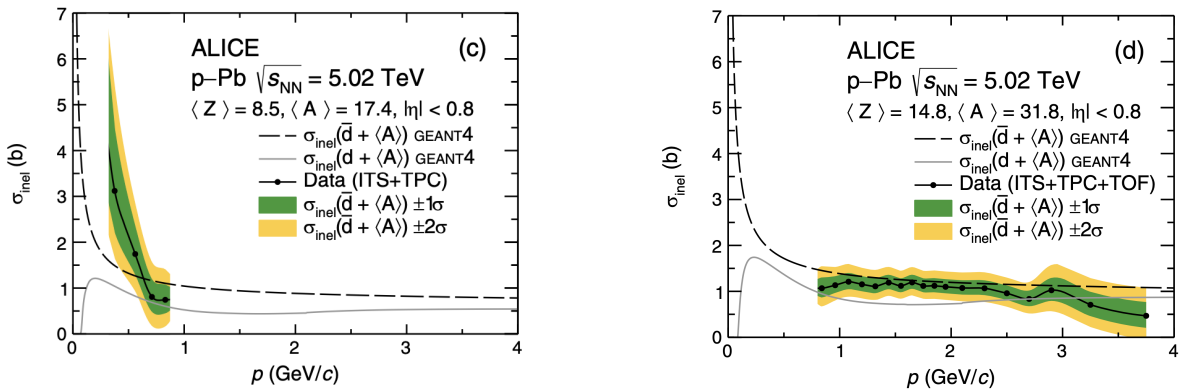 7
6
5
4
3
2
1
0
σinel (b)
ALICE
(c)
p–Pb √sNN = 5.02 TeV
⟨ Z ⟩ = 8.5, ⟨ A ⟩ = 17.4, |η| < 0.8
σinel(d̅ + ⟨A⟩) GEANT4
σinel(d + ⟨A⟩) GEANT4
Data (ITS+TPC)
σinel(d̅ + ⟨A⟩) ±1σ
σinel(d̅ + ⟨A⟩) ±2σ
0 1 2 3 4
p (GeV/c)
7
6
5
4
3
2
1
0
σinel (b)
ALICE
(d)
p–Pb √sNN = 5.02 TeV
⟨ Z ⟩ = 14.8, ⟨ A ⟩ = 31.8, |η| < 0.8
σinel(d̅ + ⟨A⟩) GEANT4
σinel(d + ⟨A⟩) GEANT4
Data (ITS+TPC+TOF)
σinel(d̅ + ⟨A⟩) ±1σ
σinel(d̅ + ⟨A⟩) ±2σ
0 1 2 3 4
p (GeV/c)